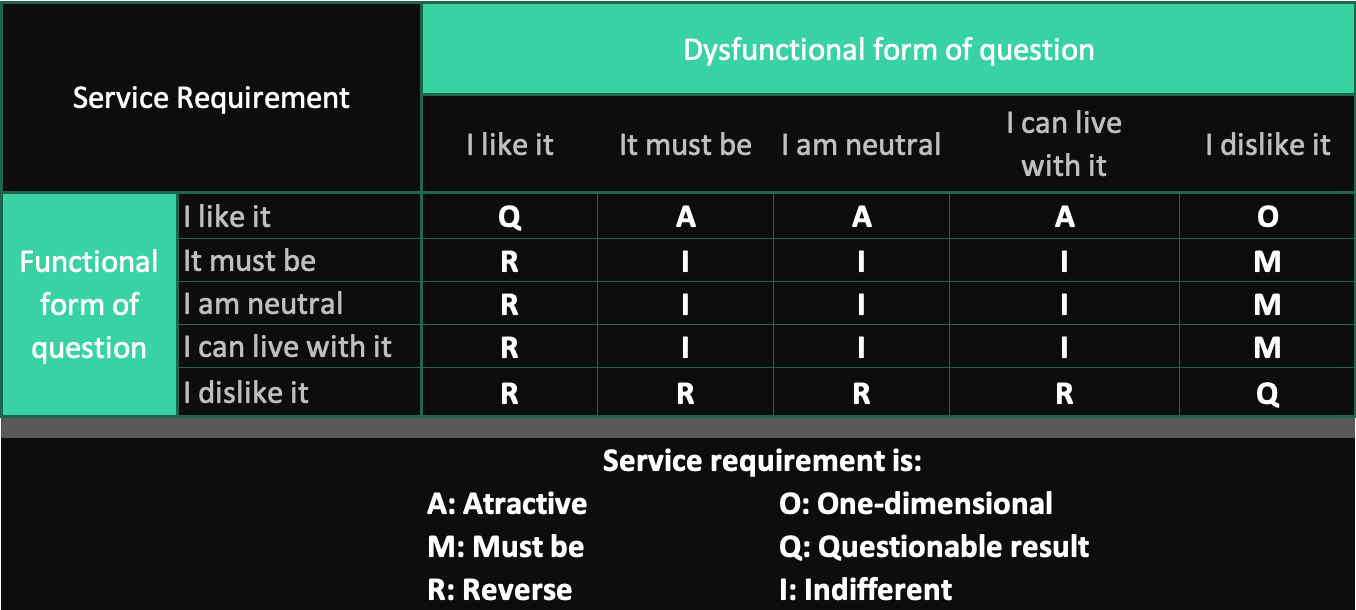 Service Requirement
Dysfunctional form of question
I like it
It must be
I am neutral
I can live
with it
I dislike it
Functional
form of
question
I like it Q A A A O
It must be R I I I M
I am neutral R I I I M
I can live with it R I I I M
I dislike it R R R R Q
Service requirement is:
A: Atractive O: One-dimensional
M: Must be Q: Questionable result
R: Reverse I: Indifferent